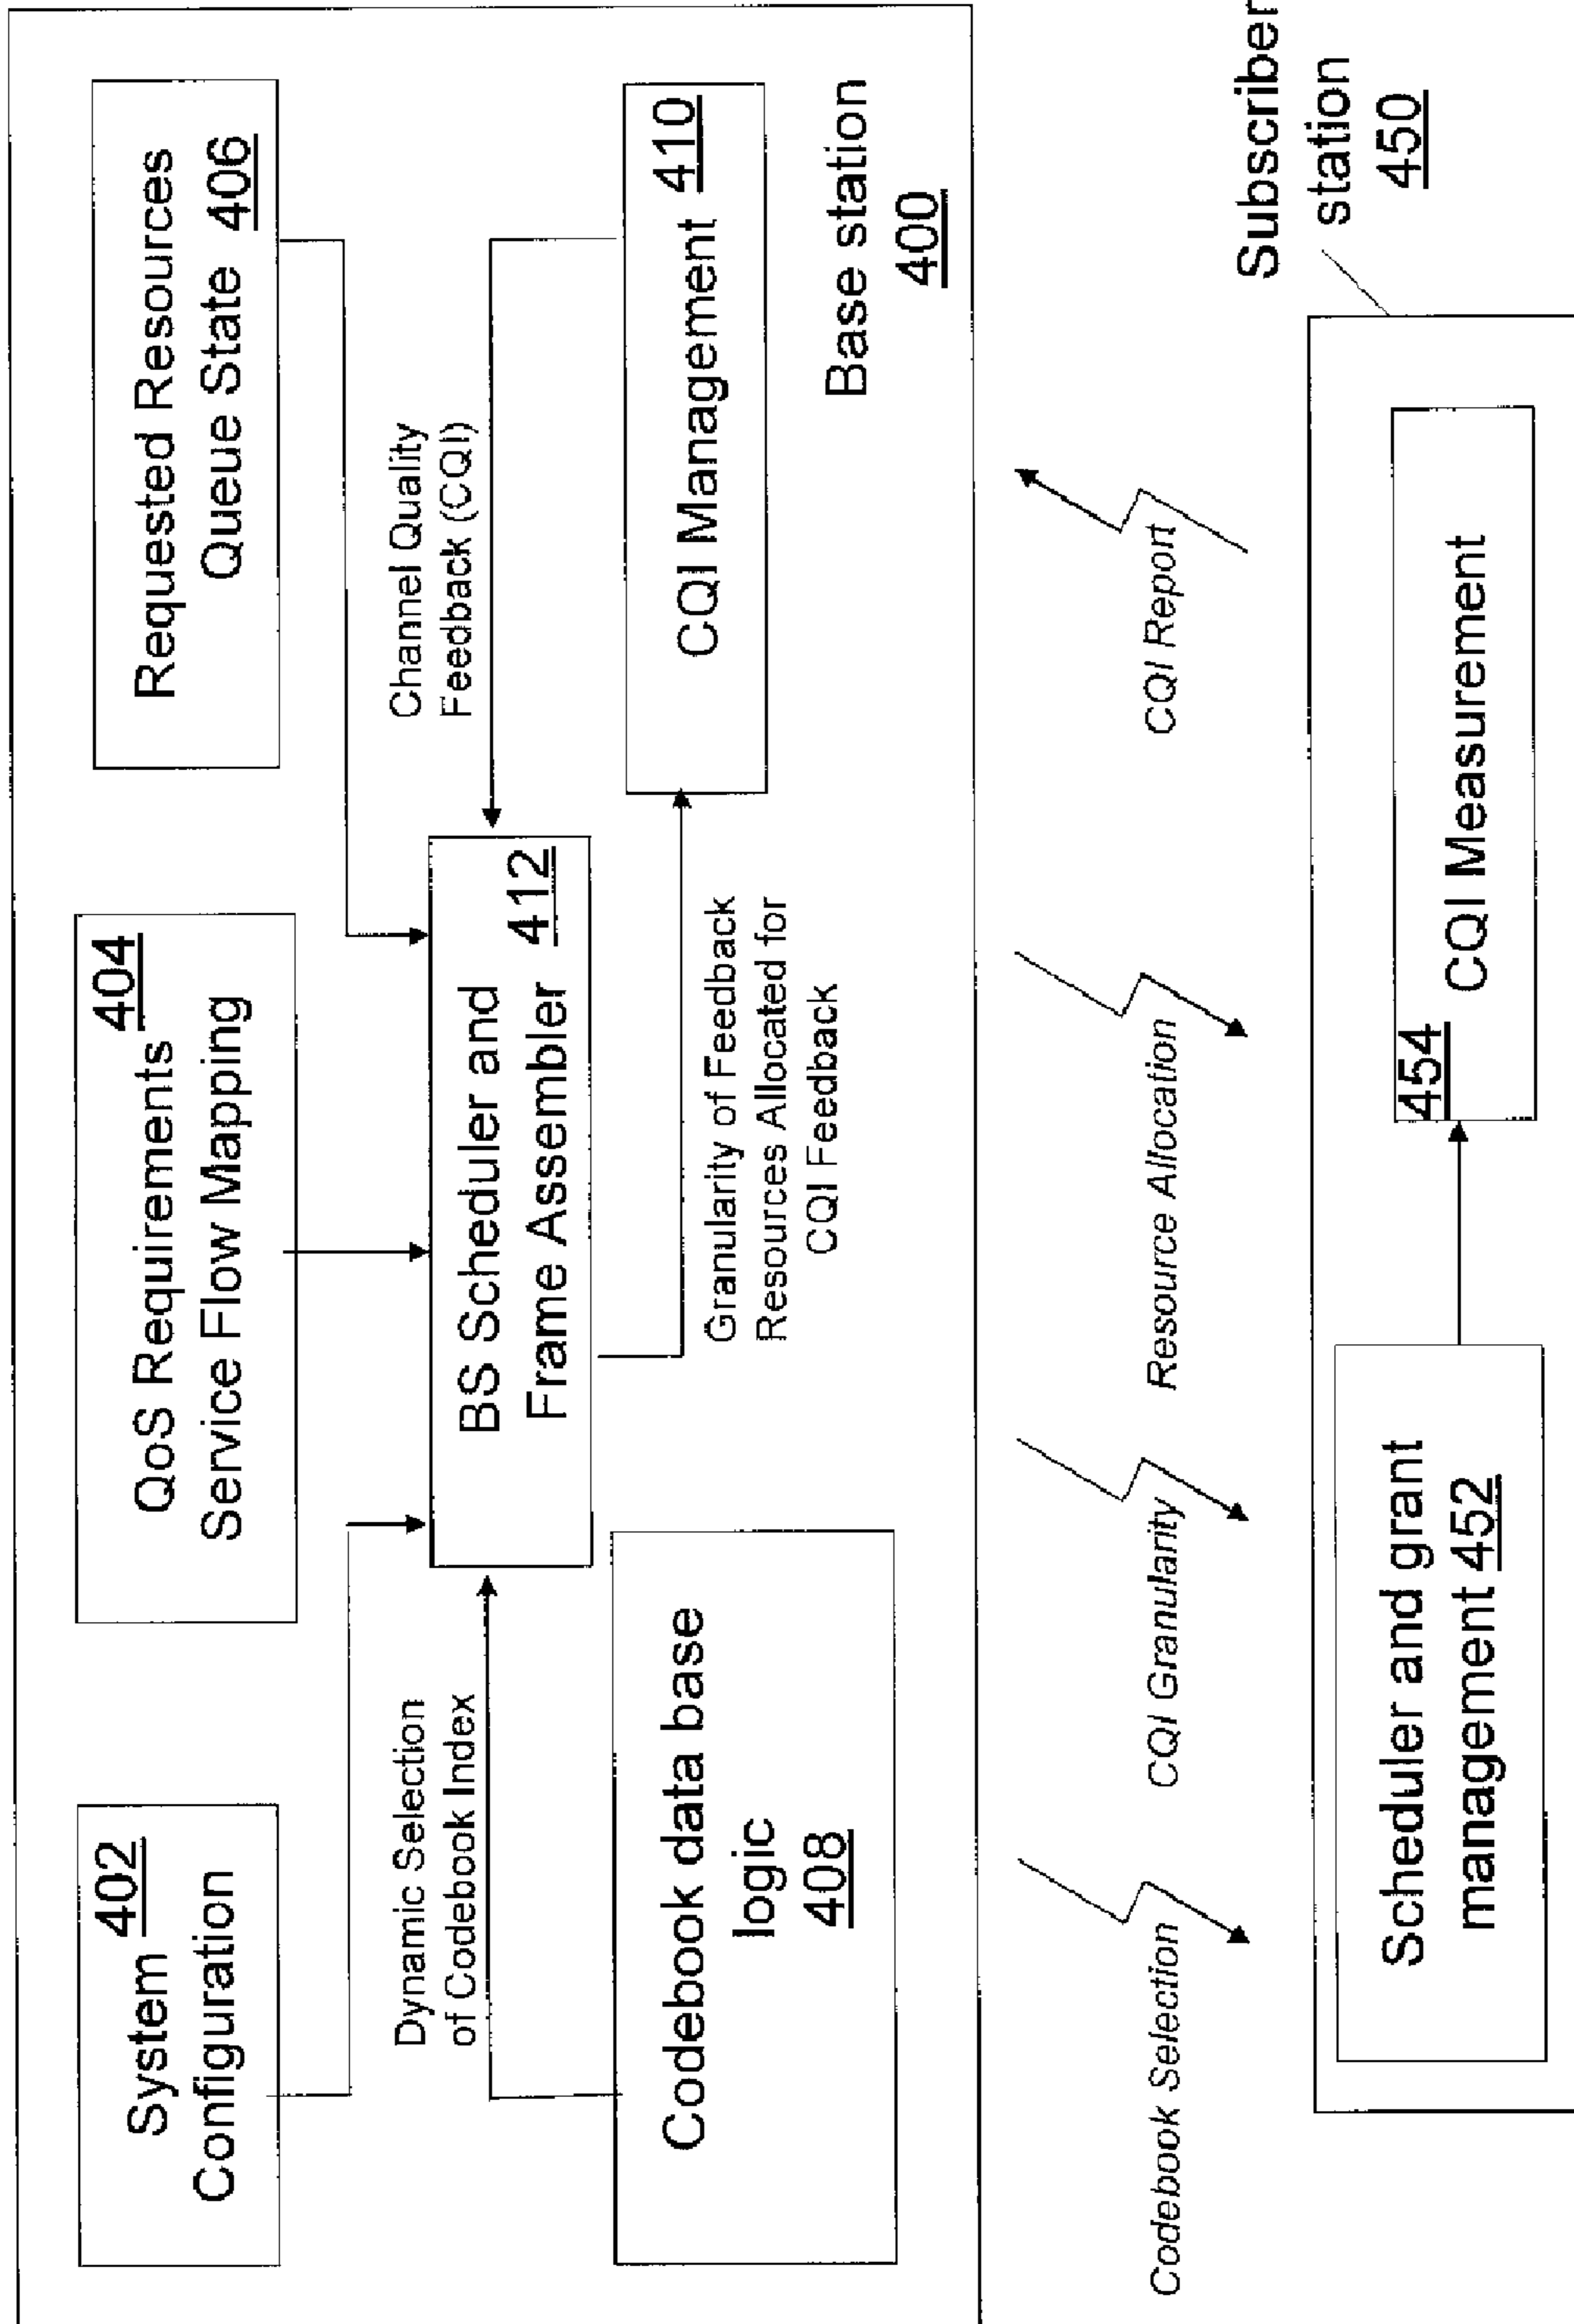 System 402
Configuration
QoS Requirements 404
Service Flow Mapping
Requested Resources
Queue State 406
Dynamic Selection
of Codebook Index
BS Scheduler and
Frame Assembler 412
Channel Quality
Feedback (CQI)
Codebook data base
logic
408
Granularity of Feedback
Resources Allocated for
CQI Feedback
CQI Management 410
Base station
400
Codebook Selection
CQI Granularity
Resource Allocation
CQI Report
Subscriber
station
450
Scheduler and grant
management 452
454
CQI Measurement